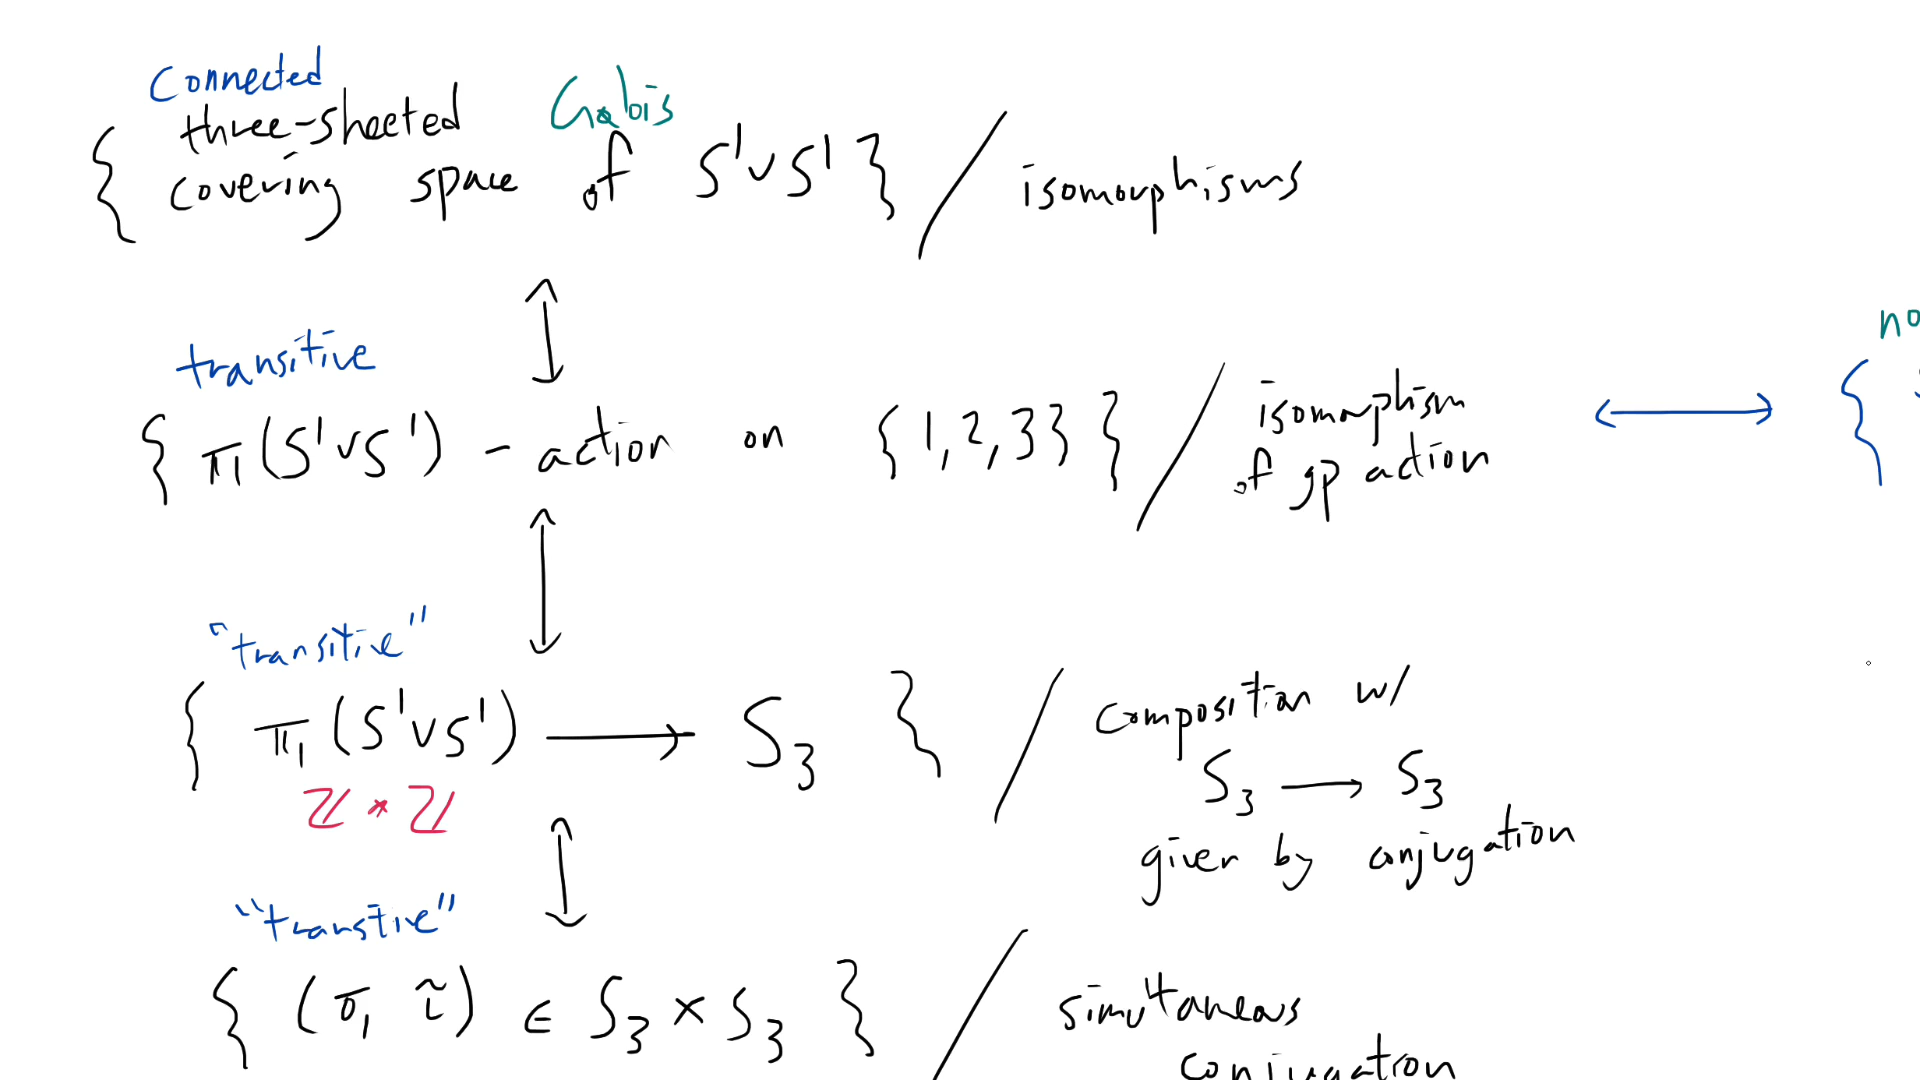 Connected
three-sheeted Galois
{ covering space of S¹∨S¹ } / isomorphisms
transitive
{ π₁(S¹∨S¹) - action on {1,2,3} } / isomorphism of gp action ↔ {
"transitive"
{ π₁(S¹∨S¹) → S₃ } / composition w/
ℤ * ℤ
S₃ → S₃
given by conjugation
"transtive"
{ (σ, τ) ∈ S₃ × S₃ } / simultaneous
conjugation